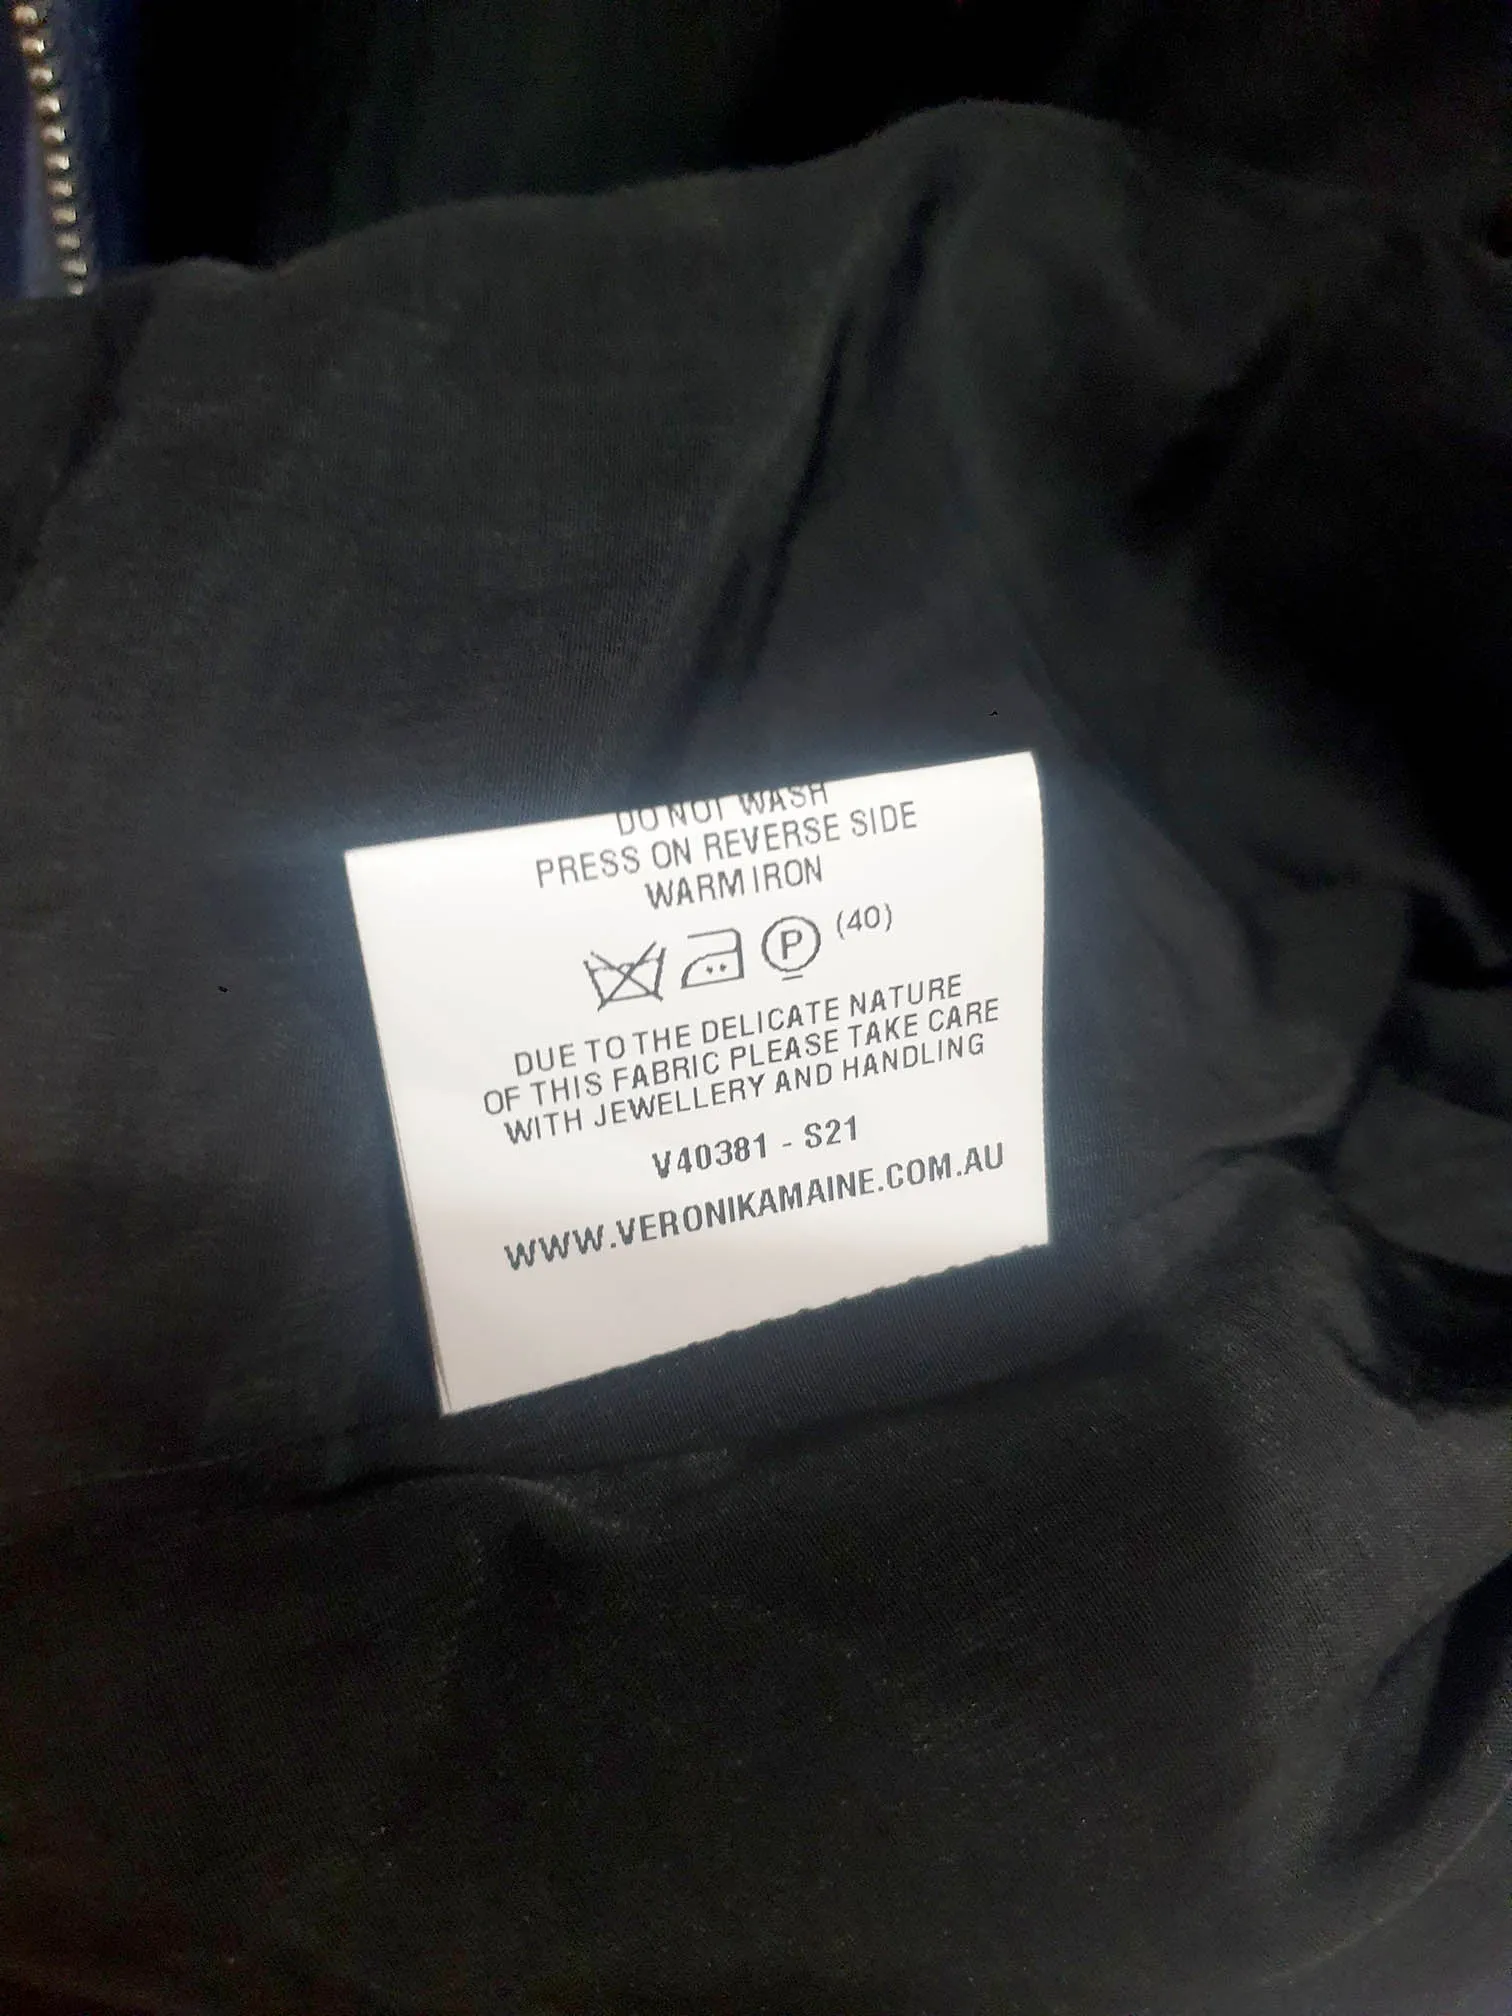 DO NOT WASH
PRESS ON REVERSE SIDE
WARM IRON
P (40)
DUE TO THE DELICATE NATURE
OF THIS FABRIC PLEASE TAKE CARE
WITH JEWELLERY AND HANDLING
V40381 - S21
WWW.VERONIKAMAINE.COM.AU